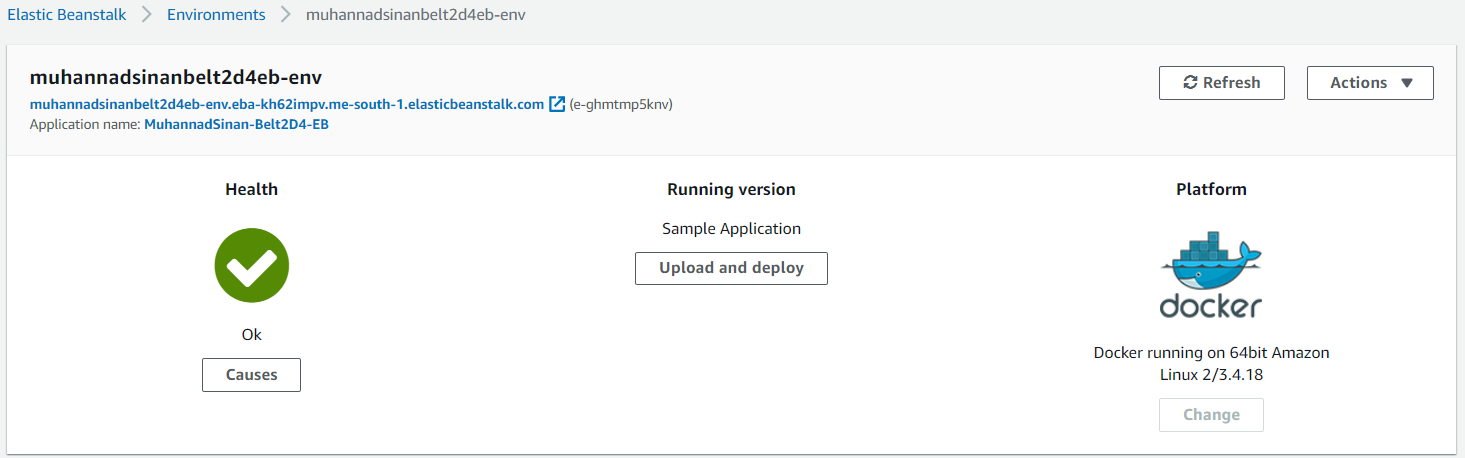 Elastic Beanstalk > Environments > muhannadsinanbelt2d4eb-env
muhannadsinanbelt2d4eb-env
Refresh
Actions
muhannadsinanbelt2d4eb-env.eba-kh62impv.me-south-1.elasticbeanstalk.com (e-ghmtmp5knv)
Application name: MuhannadSinan-Belt2D4-EB
Health
Ok
Causes
Running version
Sample Application
Upload and deploy
Platform
docker
Docker running on 64bit Amazon
Linux 2/3.4.18
Change